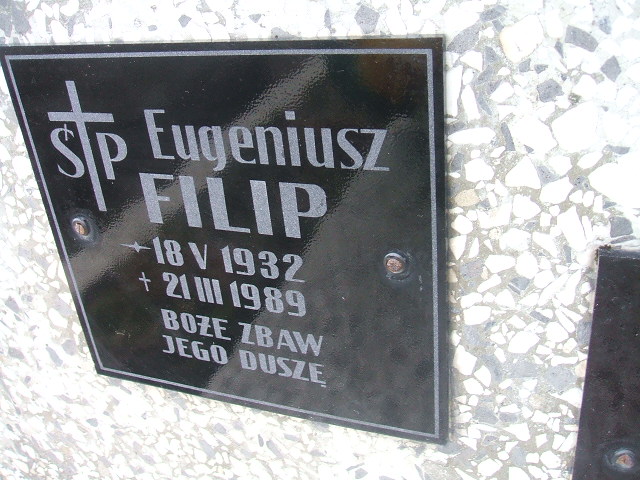 ŚP Eugeniusz
FILIP
18 V 1932
† 21 III 1989
BOŻE ZBAW
JEGO DUSZĘ